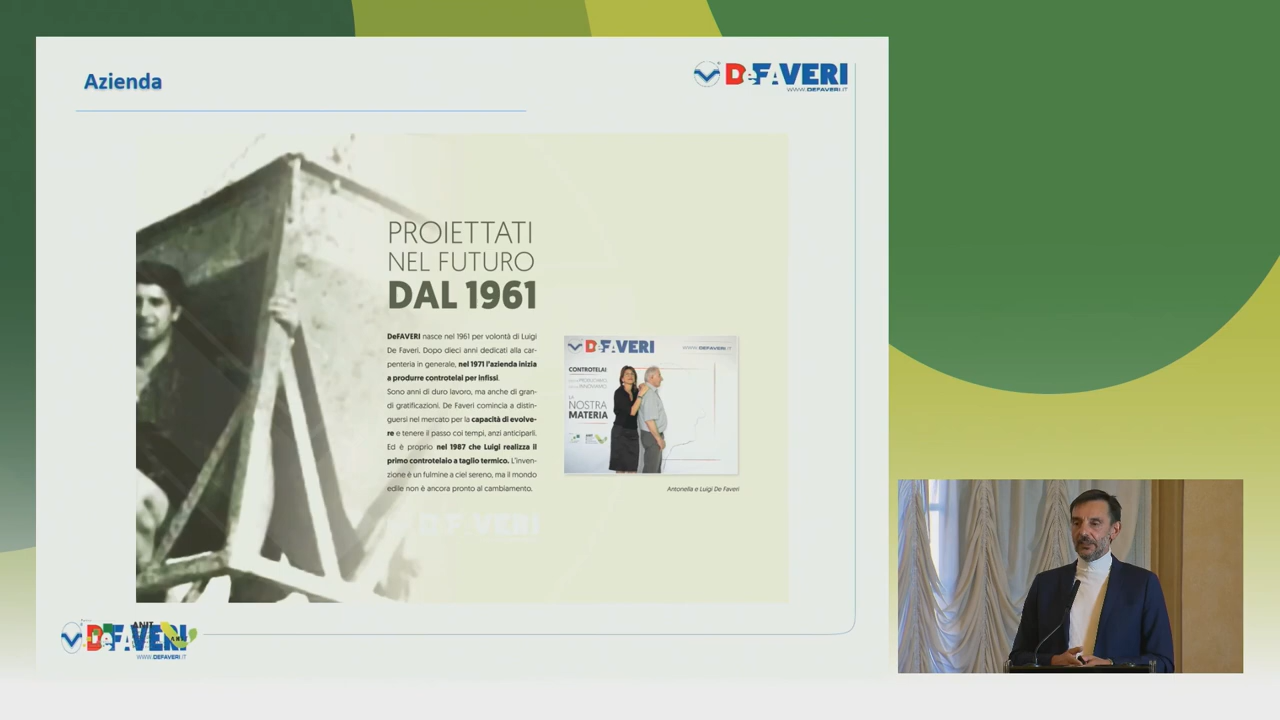 Azienda
DeFAVERI
WWW.DEFAVERI.IT
PROIETTATI
NEL FUTURO
DAL 1961
DeFAVERI nasce nel 1961 per volontà di Luigi
De Faveri. Dopo dieci anni dedicati alla car-
penteria in generale, nel 1971 l'azienda inizia
a produrre controtelai per infissi.
Sono anni di duro lavoro, ma anche di gran-
di gratificazioni. De Faveri comincia a distin-
guersi nel mercato per la capacità di evolve-
re e tenere il passo coi tempi, anzi anticiparli.
Ed è proprio nel 1987 che Luigi realizza il
primo controtelaio a taglio termico. L'inven-
zione è un fulmine a ciel sereno, ma il mondo
edile non è ancora pronto al cambiamento.
DeFAVERI
WWW.DEFAVERI.IT
CONTROTELAI
LA
NOSTRA
MATERIA
Antonella e Luigi De Faveri
DeFAVERI
ANIT
DeFAVERI
WWW.DEFAVERI.IT